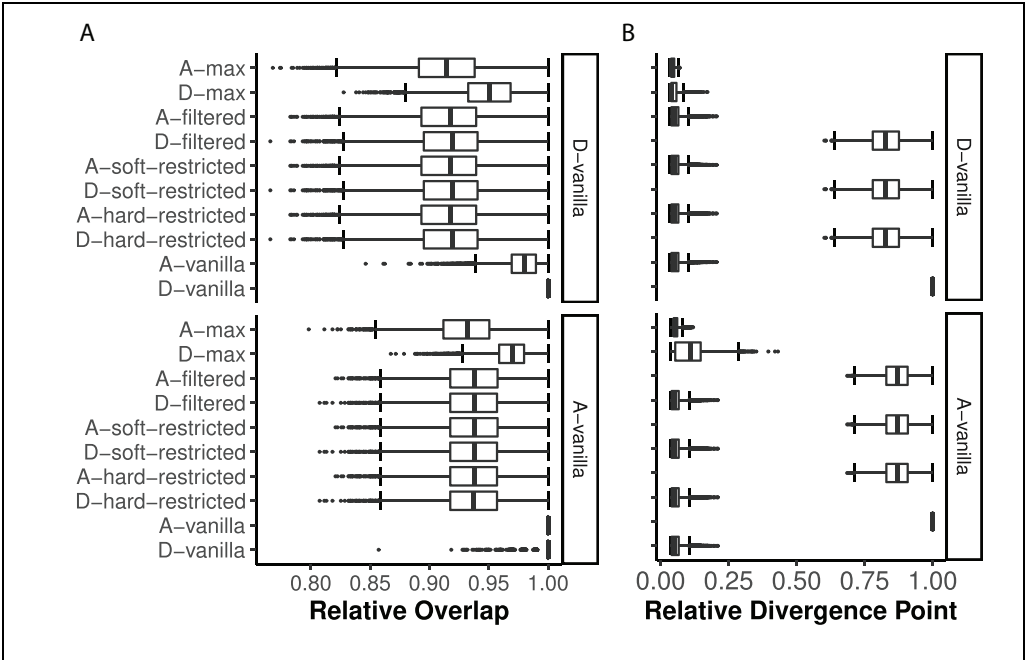 A
B
A−max
D−max
A−filtered
D−filtered
A−soft−restricted
D−soft−restricted
A−hard−restricted
D−hard−restricted
A−vanilla
D−vanilla
D−vanilla
D−vanilla
A−max
D−max
A−filtered
D−filtered
A−soft−restricted
D−soft−restricted
A−hard−restricted
D−hard−restricted
A−vanilla
D−vanilla
A−vanilla
A−vanilla
0.80 0.85 0.90 0.95 1.00
0.00 0.25 0.50 0.75 1.00
Relative Overlap
Relative Divergence Point